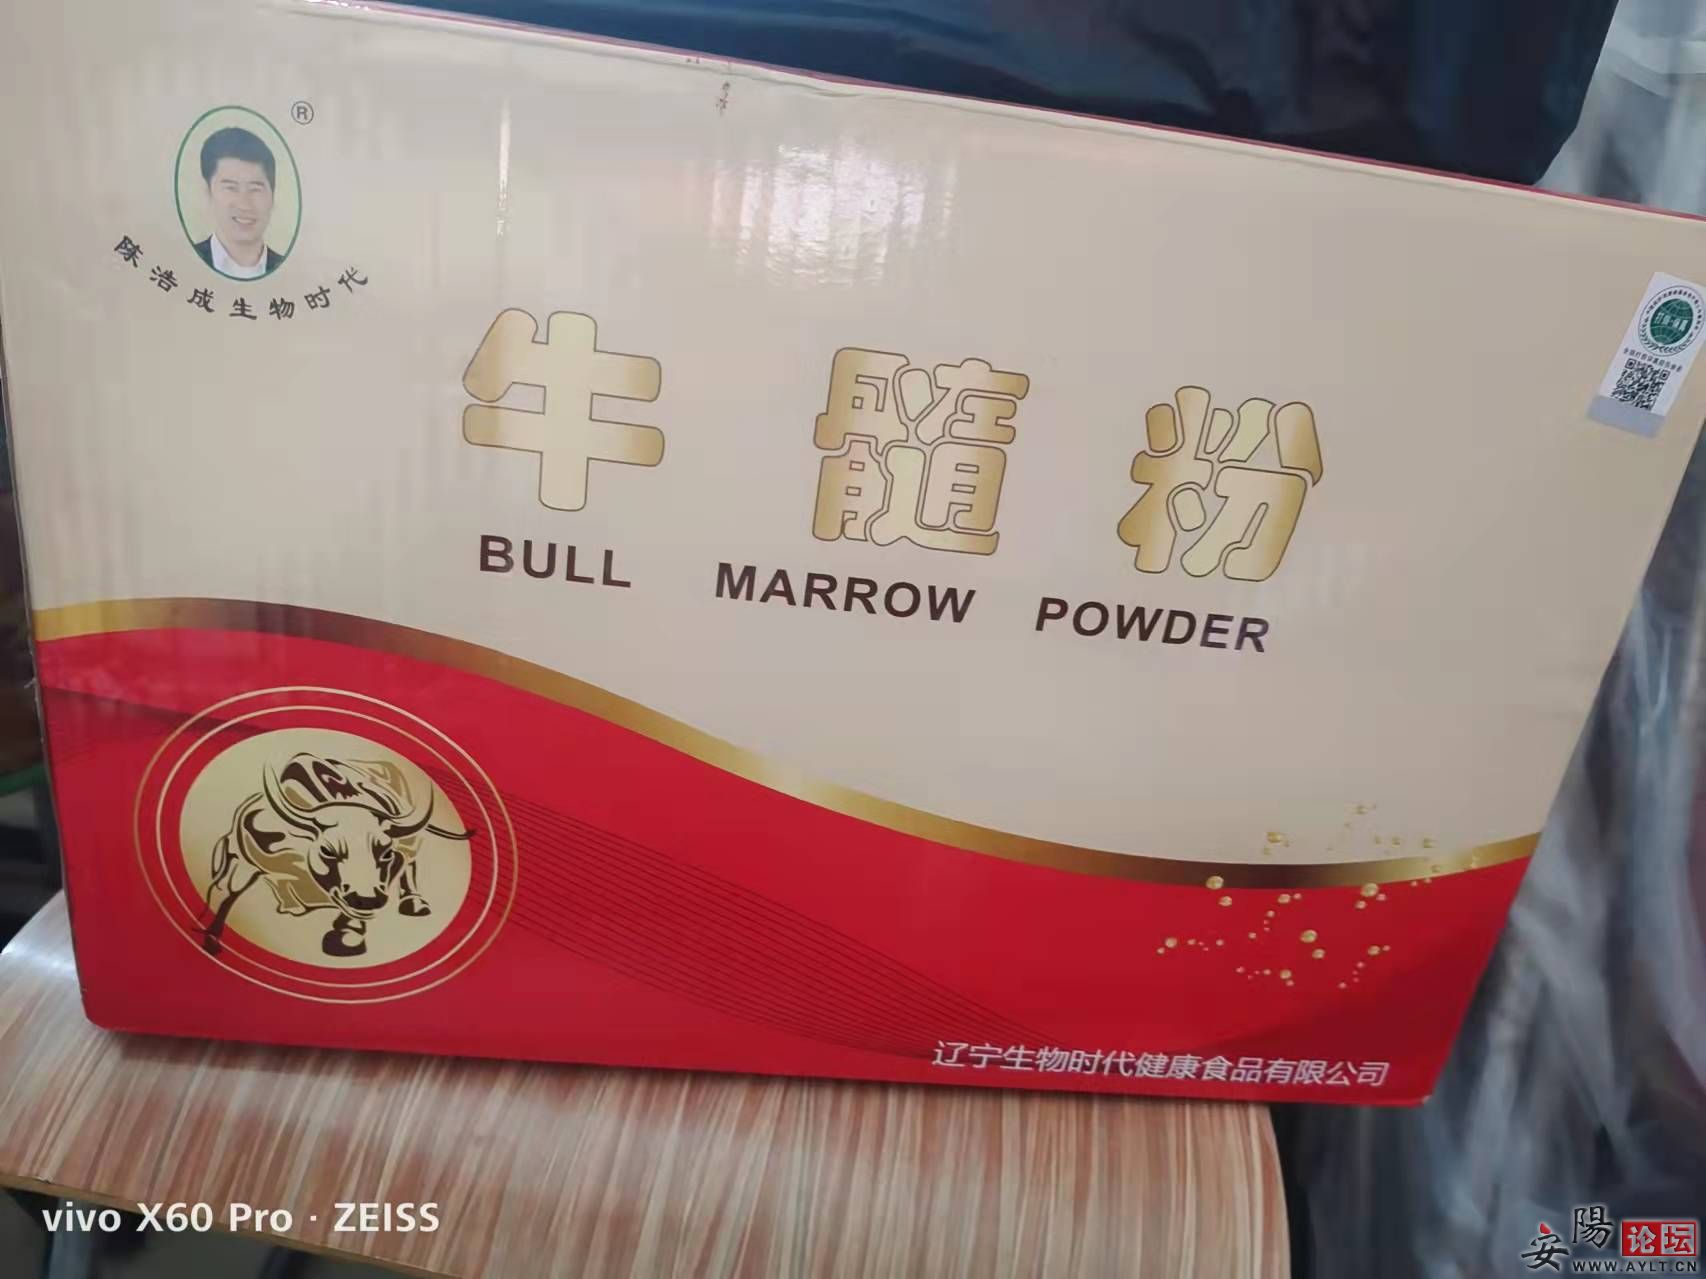 ®
陈浩成生物时代
牛髓粉
BULL MARROW POWDER
辽宁生物时代健康食品有限公司
vivo X60 Pro · ZEISS
安陽论坛
WWW.AYLT.CN